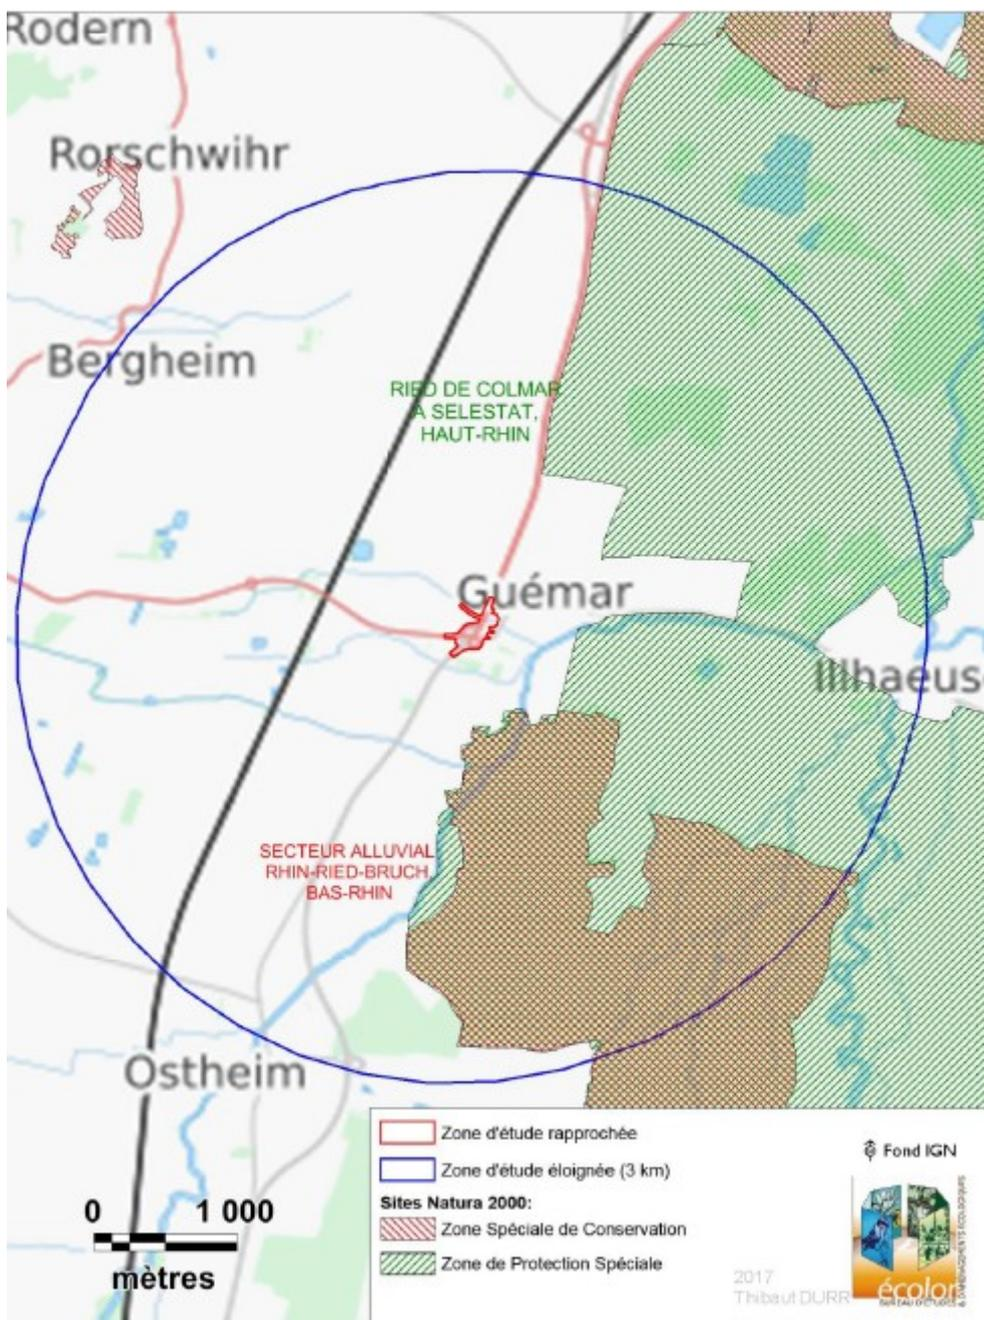 Rodern
Rorschwihr
Bergheim
RIED DE COLMAR
A SELESTAT,
HAUT-RHIN
Guémar
Illhaeus
SECTEUR ALLUVIAL
RHIN-RIED-BRUCH,
BAS-RHIN
Ostheim
0 1 000
mètres
Zone d'étude rapprochée
Zone d'étude éloignée (3 km)
Sites Natura 2000:
Zone Spéciale de Conservation
Zone de Protection Spéciale
Fond IGN
2017
Thibaut DURR
écolor
BUREAU D'ETUDES